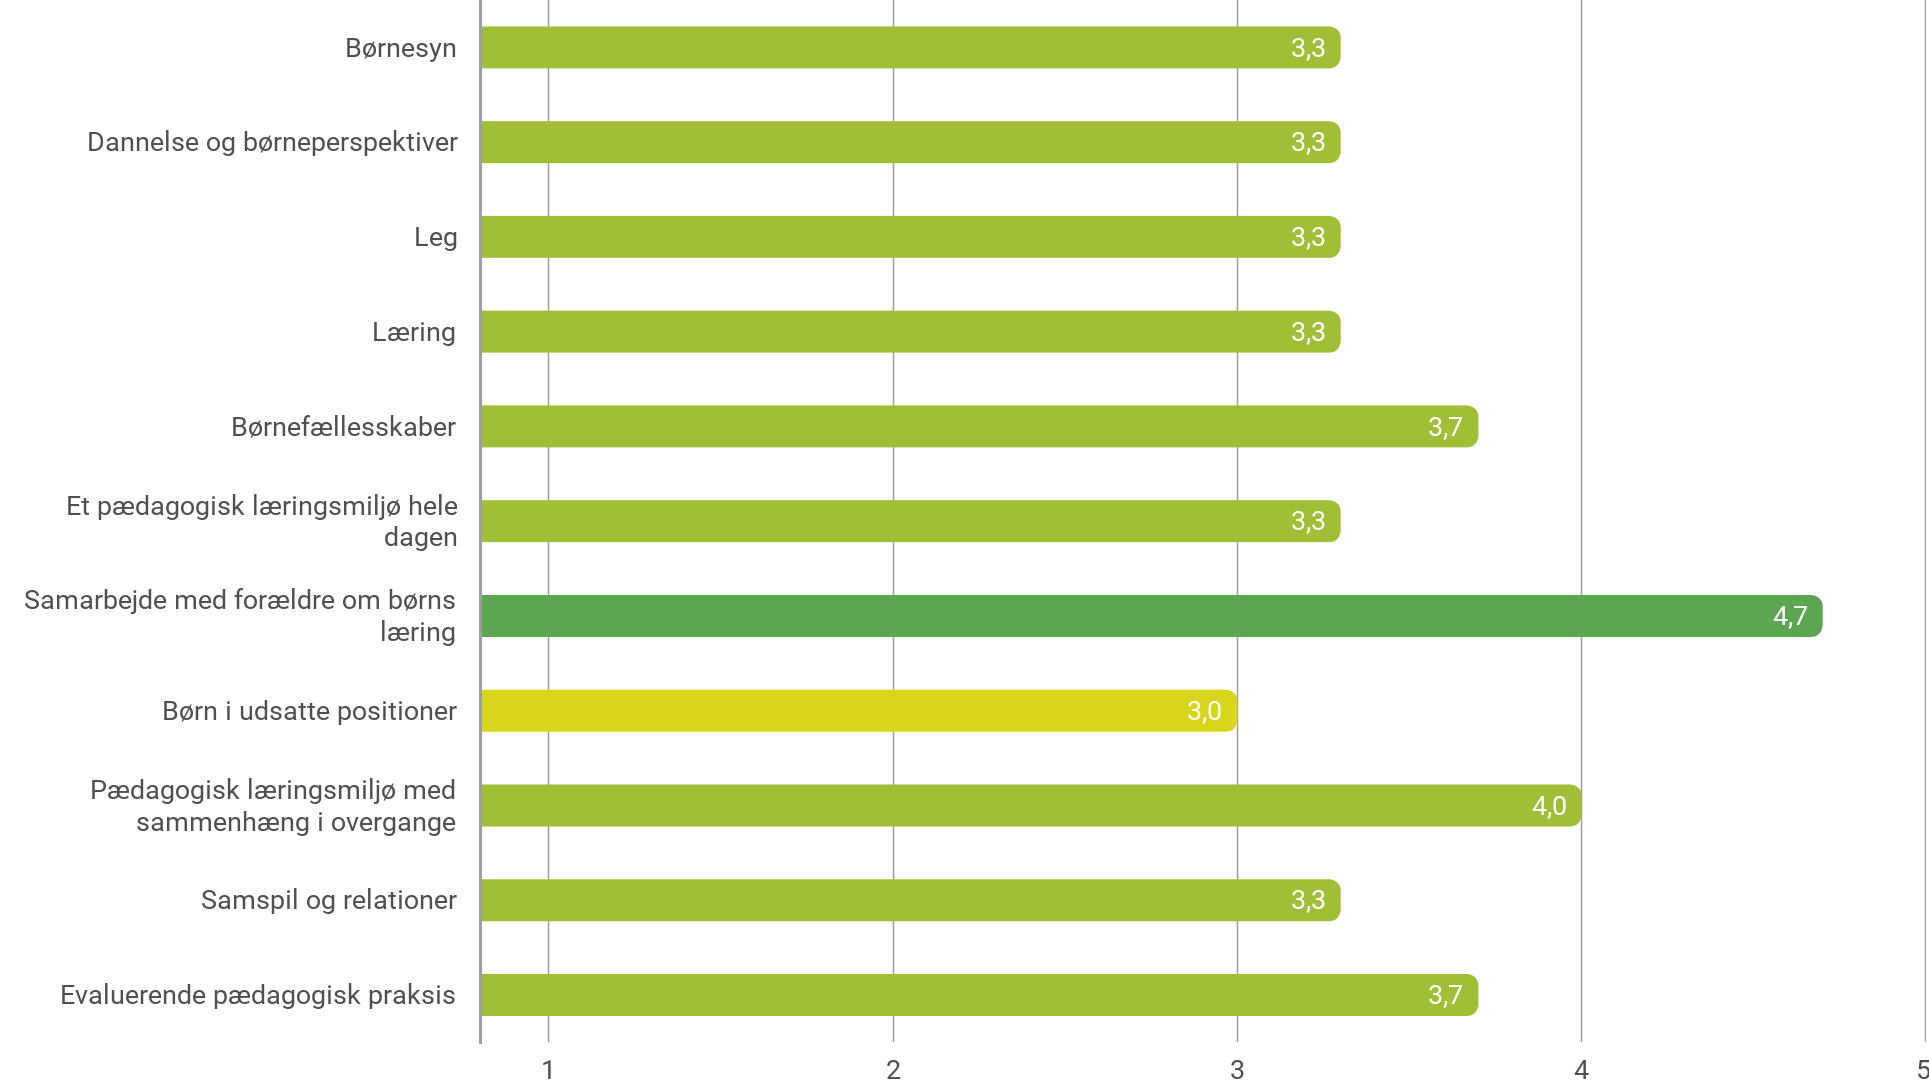 Børnesyn
3,3
Dannelse og børneperspektiver
3,3
Leg
3,3
Læring
3,3
Børnefællesskaber
3,7
Et pædagogisk læringsmiljø hele
dagen
3,3
Samarbejde med forældre om børns
læring
4,7
Børn i udsatte positioner
3,0
Pædagogisk læringsmiljø med
sammenhæng i overgange
4,0
Samspil og relationer
3,3
Evaluerende pædagogisk praksis
3,7
1 2 3 4 5